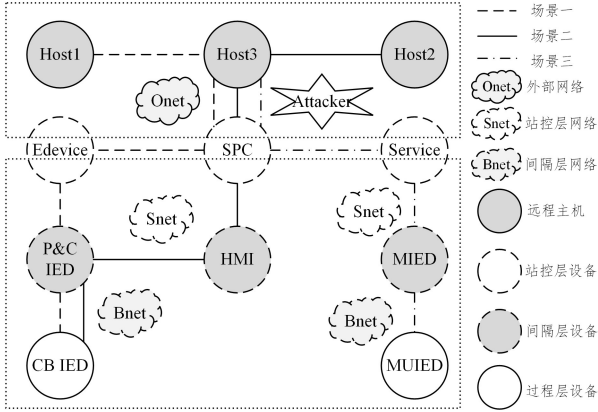 Host1
Host3
Host2
Onet
Attacker
Edevice
SPC
Service
Snet
Snet
P&C
IED
HMI
MIED
Bnet
Bnet
CB IED
MUIED
场景一
场景二
场景三
Onet 外部网络
Snet 站控层网络
Bnet 间隔层网络
远程主机
站控层设备
间隔层设备
过程层设备